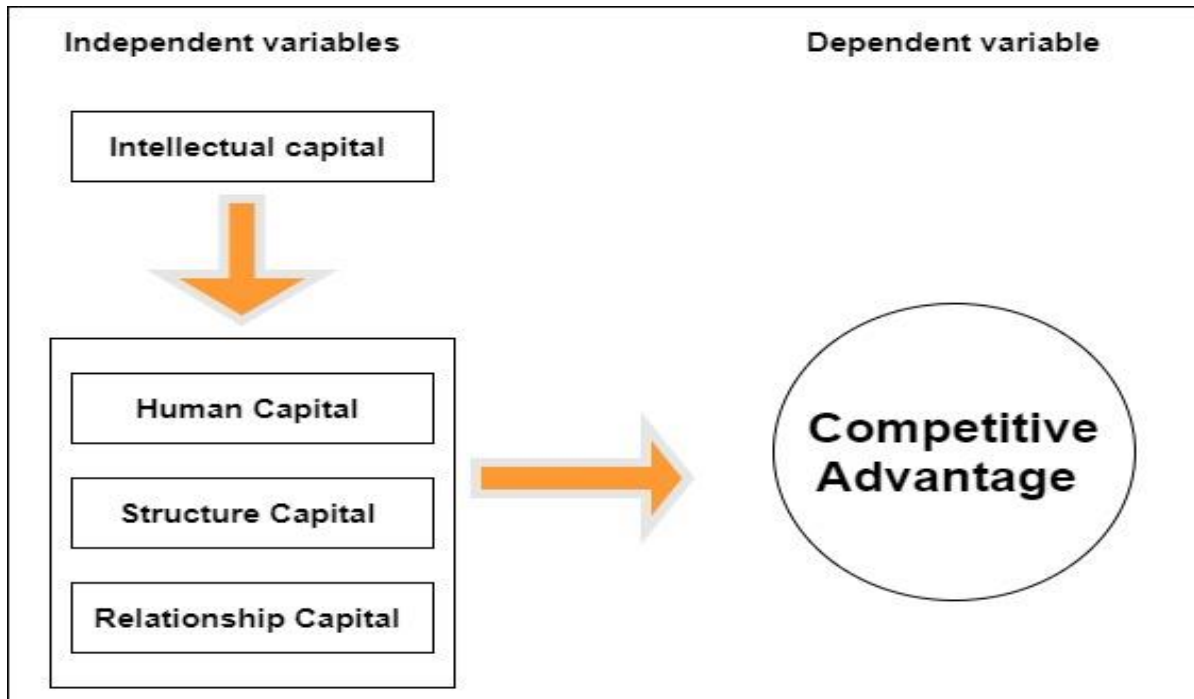 Independent variables
Dependent variable
Intellectual capital
Human Capital
Structure Capital
Relationship Capital
Competitive
Advantage